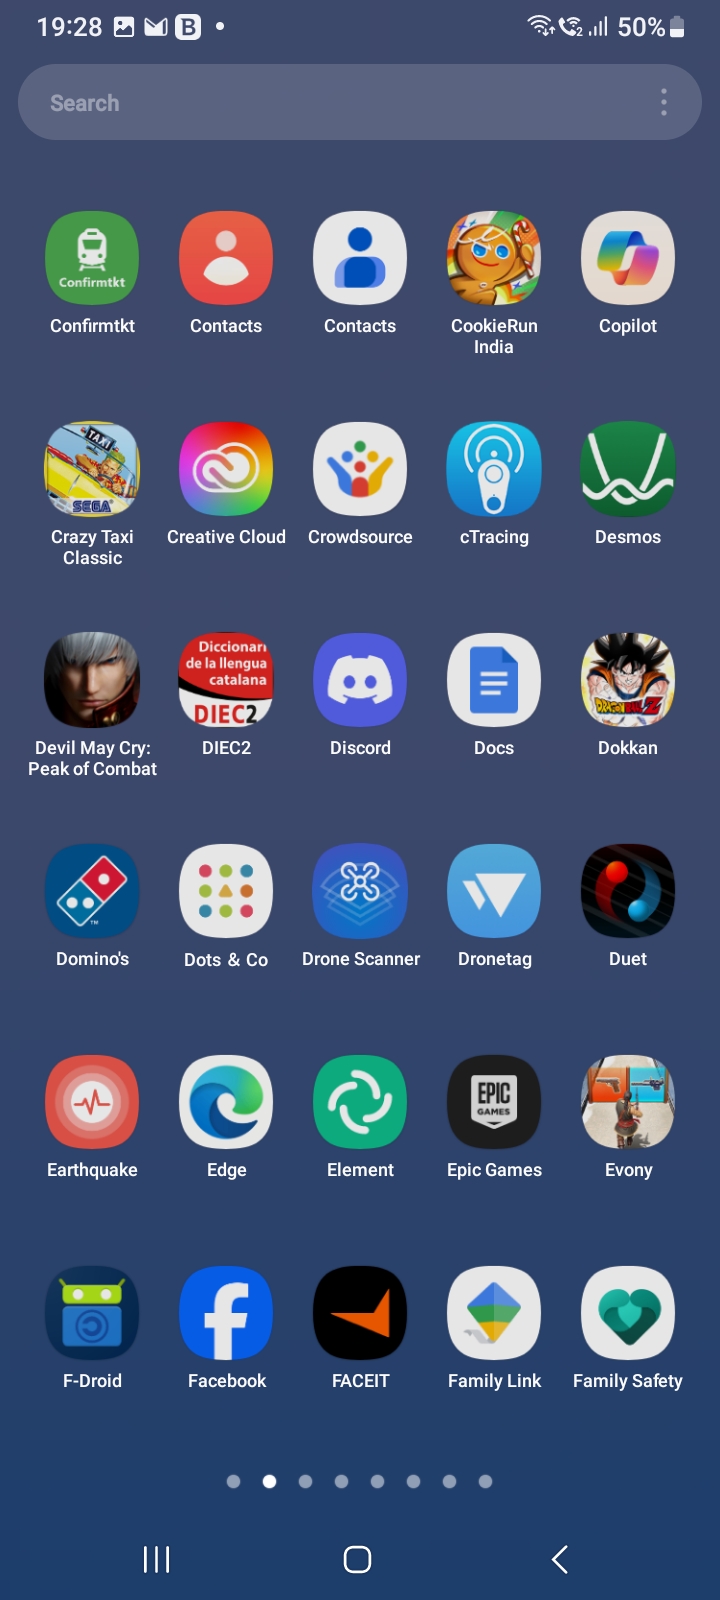 19:28 B 2 50%
Search
Confirmtkt
Confirmtkt
Contacts
Contacts
CookieRun
India
Copilot
TAXI
SEGA
Crazy Taxi
Classic
Creative Cloud
Crowdsource
cTracing
Desmos
Devil May Cry:
Peak of Combat
Diccionari
de la llengua
catalana
DIEC2
DIEC2
Discord
Docs
DRAGONBALL Z
Dokkan
TM
Domino's
Dots & Co
Drone Scanner
Dronetag
Duet
Earthquake
Edge
Element
EPIC
GAMES
Epic Games
Evony
F-Droid
Facebook
FACEIT
Family Link
Family Safety